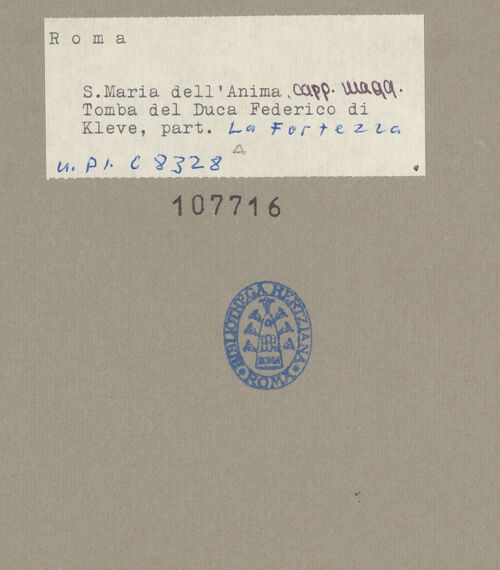 Roma
S.Maria dell'Anima, capp. magg.
Tomba del Duca Federico di
Kleve, part. La Fortezza
n. pl. C 8328
107716
BIBLIOTHECA HERTZIANA
ROMA
ROMA